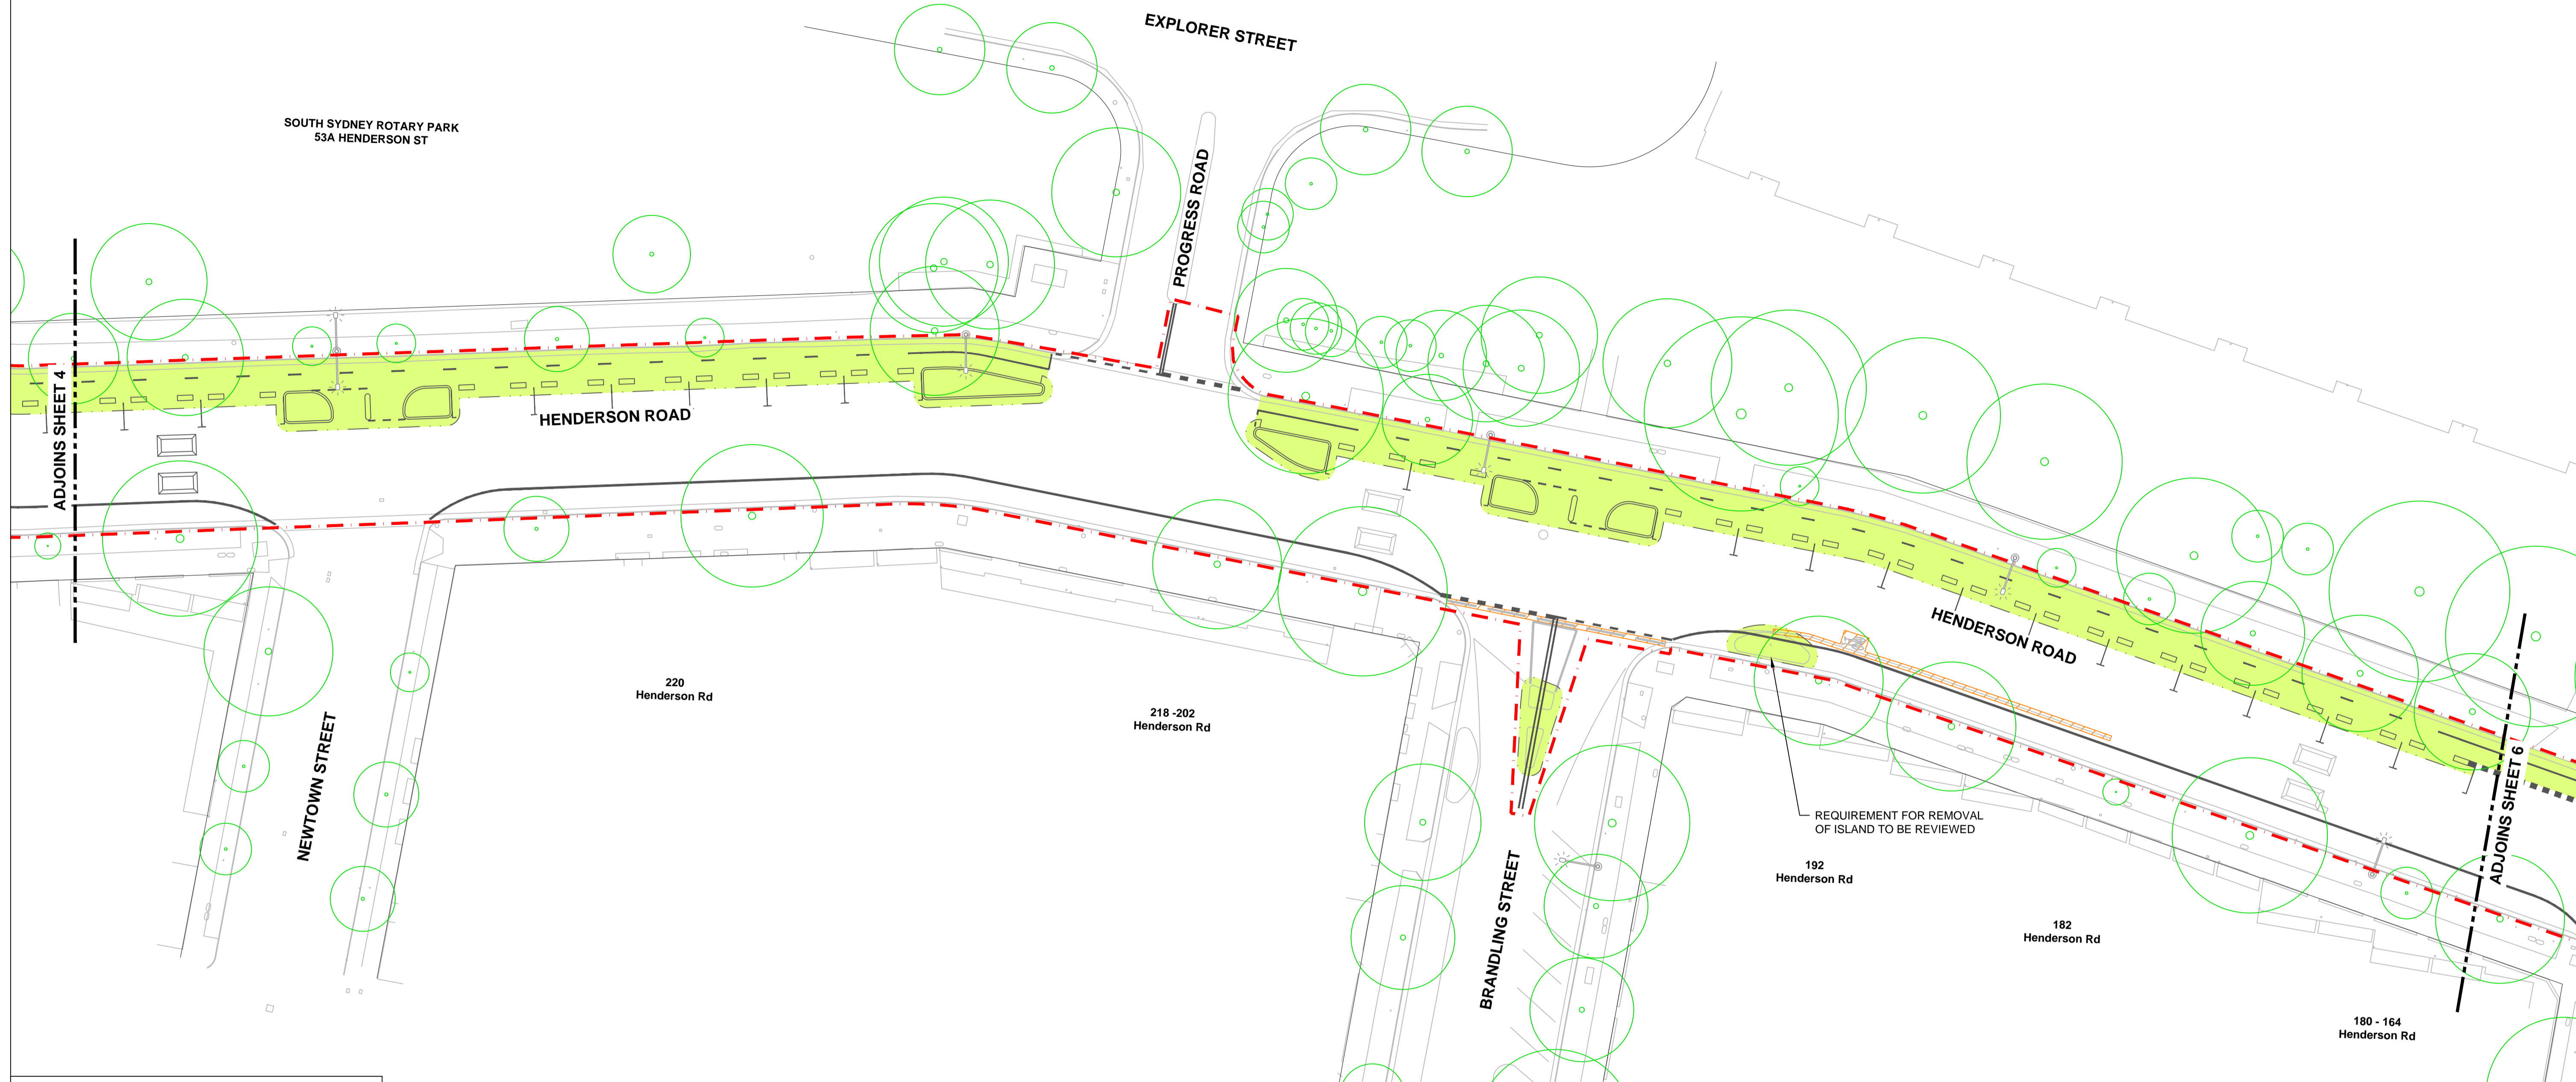 EXPLORER STREET
SOUTH SYDNEY ROTARY PARK
53A HENDERSON ST
PROGRESS ROAD
ADJOINS SHEET 4
HENDERSON ROAD
HENDERSON ROAD
220
Henderson Rd
218 -202
Henderson Rd
NEWTOWN STREET
REQUIREMENT FOR REMOVAL
OF ISLAND TO BE REVIEWED
ADJOINS SHEET 6
192
Henderson Rd
BRANDLING STREET
182
Henderson Rd
180 - 164
Henderson Rd